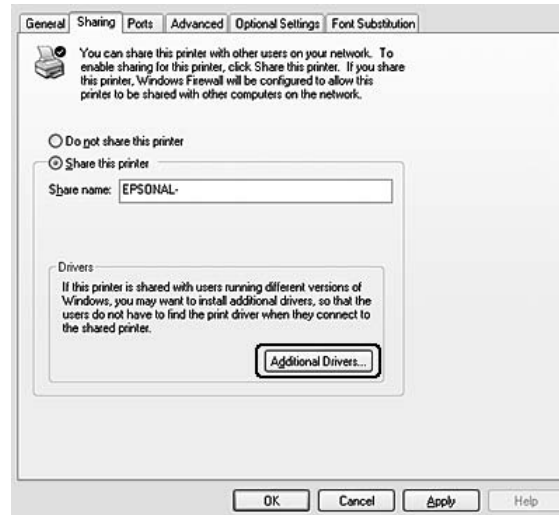 General Sharing Ports Advanced Optional Settings Font Substitution
You can share this printer with other users on your network. To
enable sharing for this printer, click Share this printer. If you share
this printer, Windows Firewall will be configured to allow this
printer to be shared with other computers on the network.
Do not share this printer
Share this printer
Share name: EPSONAL-
Drivers
If this printer is shared with users running different versions of
Windows, you may want to install additional drivers, so that the
users do not have to find the print driver when they connect to
the shared printer.
Additional Drivers...
OK Cancel Apply Help